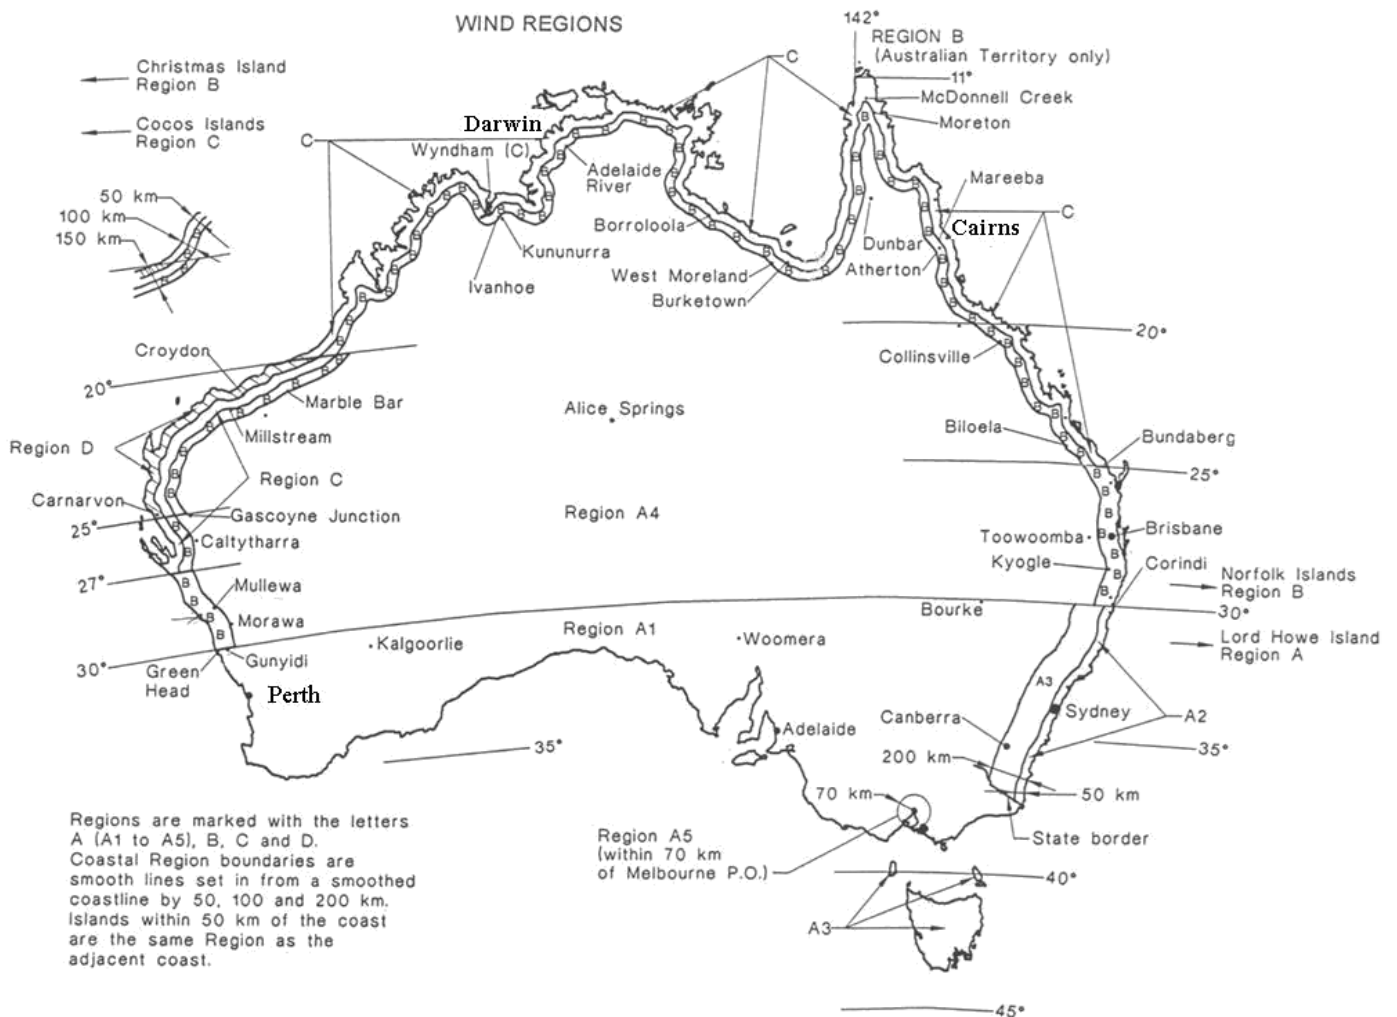 WIND REGIONS
142°
REGION B
(Australian Territory only)
11°
McDonnell Creek
Moreton
Mareeba
C
Christmas Island
Region B
Cocos Islands
Region C
C
Darwin
Wyndham (C)
Adelaide
River
Borroloola
Kununurra
Ivanhoe
West Moreland
Burketown
Dunbar
Atherton
Cairns
C
50 km
100 km
150 km
20°
Collinsville
Croydon
20°
Marble Bar
Millstream
Alice Springs
Biloela
Bundaberg
Region D
Region C
25°
Carnarvon
25°
Gascoyne Junction
Region A4
Caltytharra
Toowoomba
Brisbane
Kyogle
Corindi
27°
Mullewa
Norfolk Islands
Region B
Morawa
Bourke
30°
Region A1
Woomera
Kalgoorlie
Lord Howe Island
Region A
30°
Green
Head
Gunyidi
Perth
A3
Sydney
A2
Canberra
Adelaide
35°
35°
200 km
50 km
70 km
State border
Region A5
(within 70 km
of Melbourne P.O.)
40°
A3
45°
Regions are marked with the letters
A (A1 to A5), B, C and D.
Coastal Region boundaries are
smooth lines set in from a smoothed
coastline by 50, 100 and 200 km.
Islands within 50 km of the coast
are the same Region as the
adjacent coast.